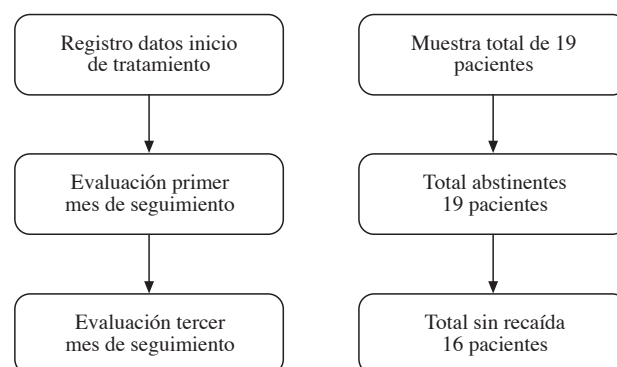 Registro datos inicio
de tratamiento
Muestra total de 19
pacientes
Evaluación primer
mes de seguimiento
Total abstinentes
19 pacientes
Evaluación tercer
mes de seguimiento
Total sin recaída
16 pacientes